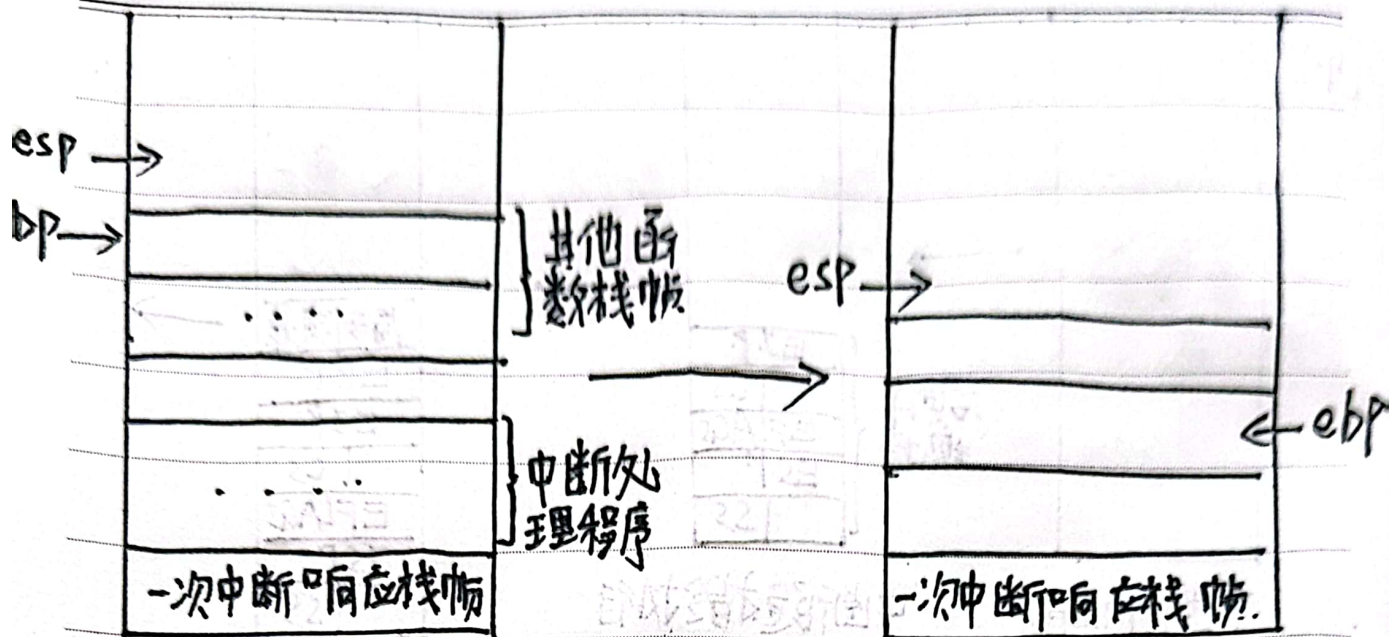 esp
bp
其他函
数栈帧
esp
ebp
中断处
理程序
一次中断响应栈帧
一次中断响应栈帧.